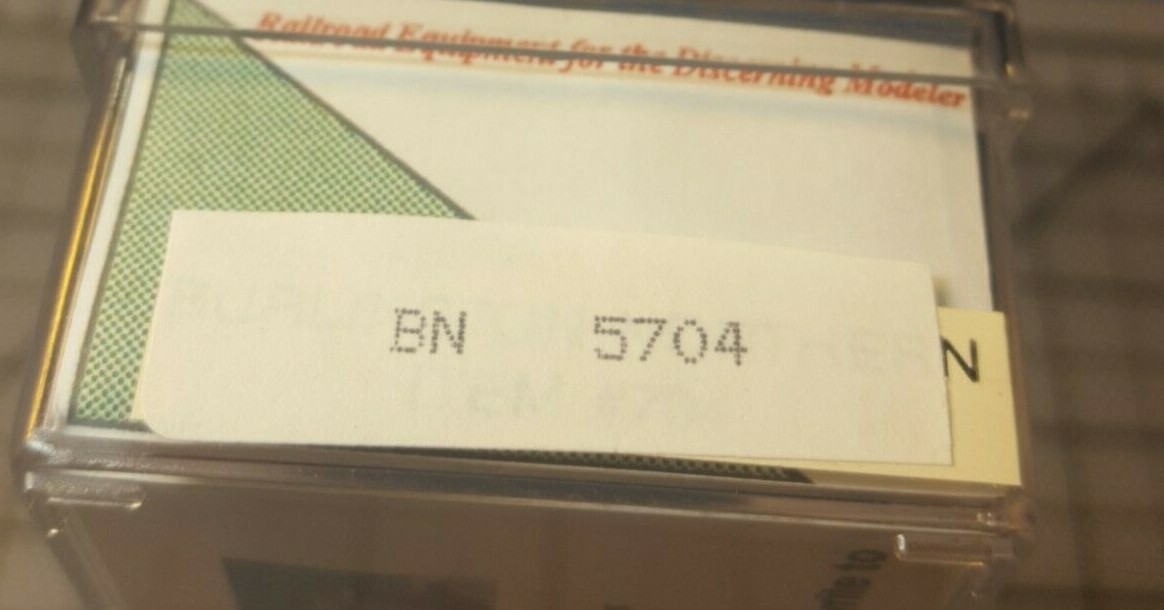 Railroad Equipment for the Discerning Modeler
BN 5704
N